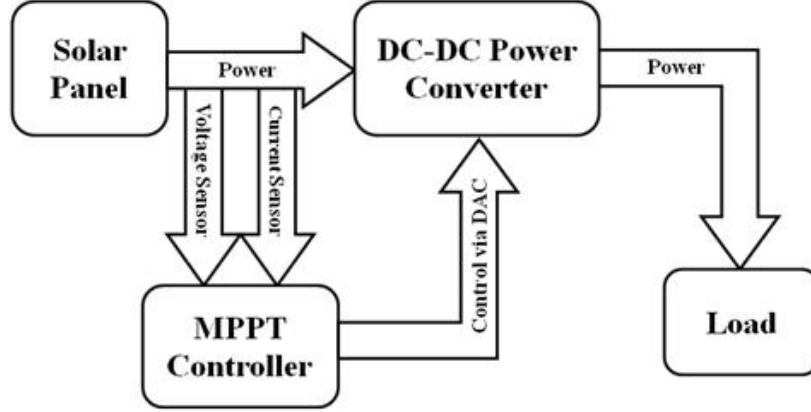 Solar
Panel
Power
DC-DC Power
Converter
Power
Voltage Sensor
Current Sensor
Control via DAC
MPPT
Controller
Load